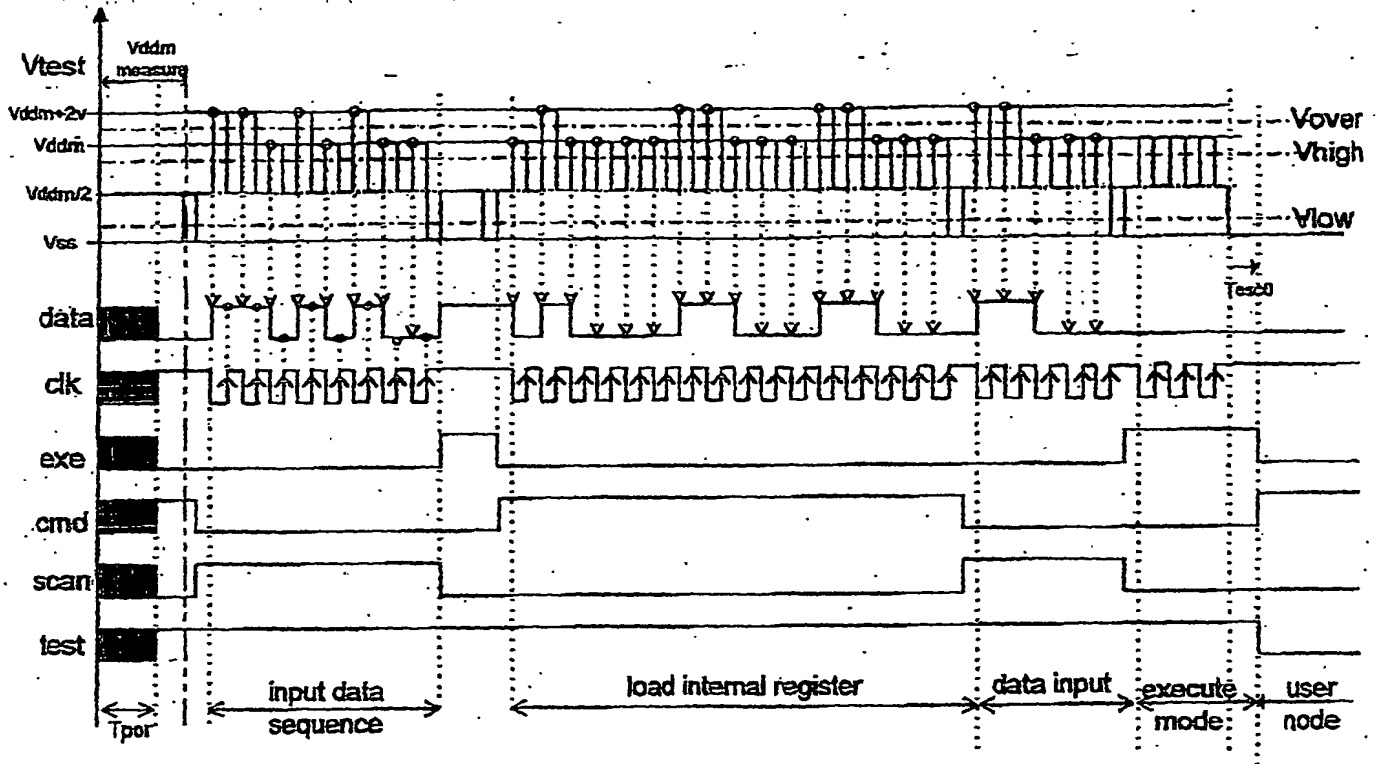 Vtest
Vddm
measure
Vddm+2v
Vddm
Vddm/2
Vss
Vover
Vhigh
Vlow
Tesc0
data
clk
exe
cmd
scan
test
Tpor
input data
sequence
load internal register
data input
execute
mode
user
node